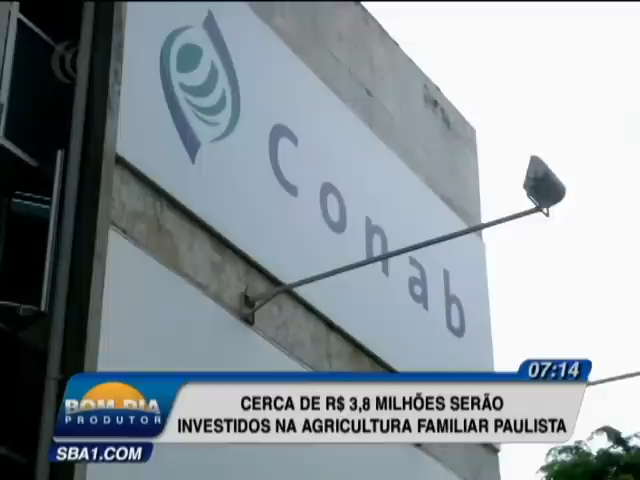 conab
07:14
BOM DIA
PRODUTOR
SBA1.COM
CERCA DE R$ 3,8 MILHÕES SERÃO
INVESTIDOS NA AGRICULTURA FAMILIAR PAULISTA